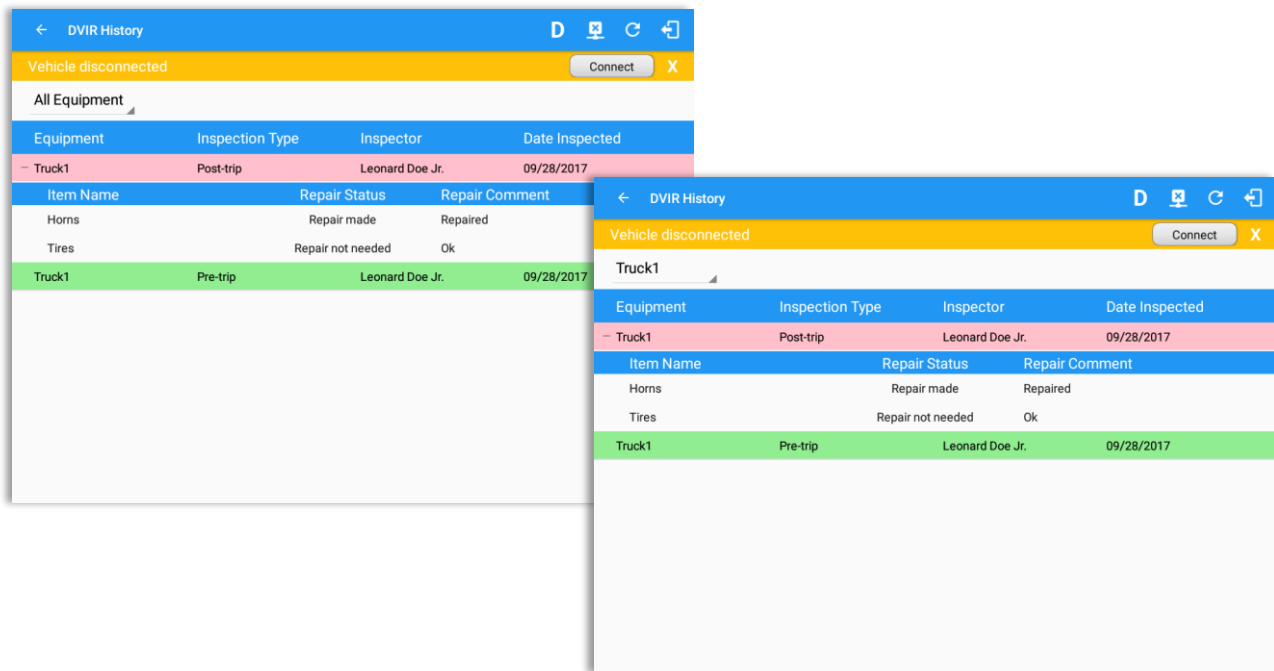 DVIR History D
Vehicle disconnected Connect X
All Equipment
Equipment Inspection Type Inspector Date Inspected
− Truck1 Post-trip Leonard Doe Jr. 09/28/2017
Item Name Repair Status Repair Comment
Horns Repair made Repaired
Tires Repair not needed Ok
Truck1 Pre-trip Leonard Doe Jr. 09/28/2017
DVIR History D
Vehicle disconnected Connect X
Truck1
Equipment Inspection Type Inspector Date Inspected
− Truck1 Post-trip Leonard Doe Jr. 09/28/2017
Item Name Repair Status Repair Comment
Horns Repair made Repaired
Tires Repair not needed Ok
Truck1 Pre-trip Leonard Doe Jr. 09/28/2017